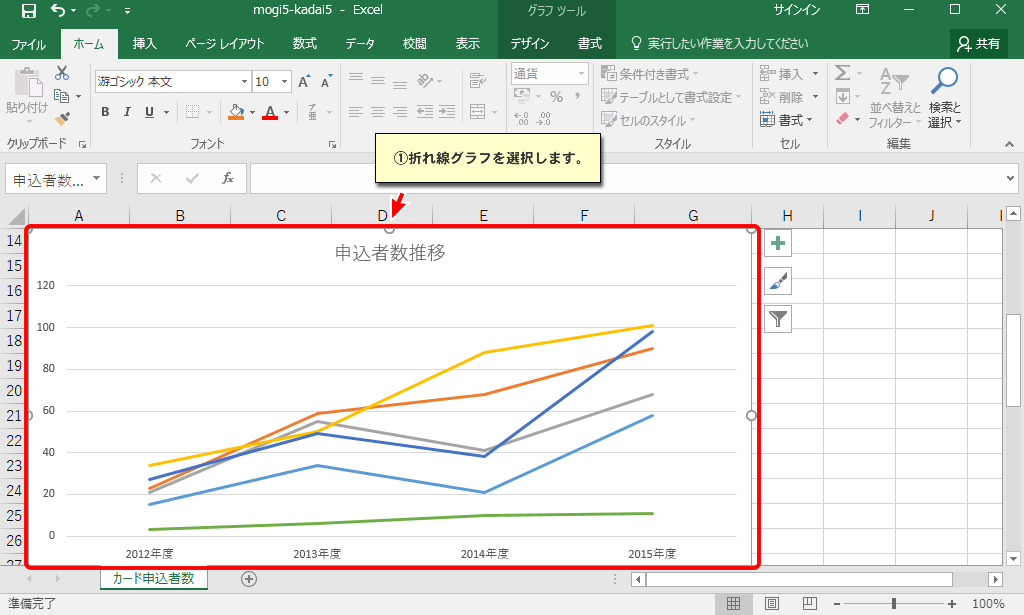 mogi5-kadai5 - Excel
グラフ ツール
サインイン
ファイル ホーム 挿入 ページ レイアウト 数式 データ 校閲 表示 デザイン 書式 実行したい作業を入力してください 共有
貼り付け
クリップボード
游ゴシック 本文 10 A A
B I U A
フォント
通貨
% ,
条件付き書式
テーブルとして書式設定
セルのスタイル
スタイル
挿入
削除
書式
セル
並べ替えと
フィルター
検索と
選択
編集
①折れ線グラフを選択します。
申込者数... fx
A B C D E F G H I J
14
15
16
17
18
19
20
21
22
23
24
25
26
27
申込者数推移
120
100
80
60
40
20
0
2012年度 2013年度 2014年度 2015年度
カード申込者数
準備完了
100%